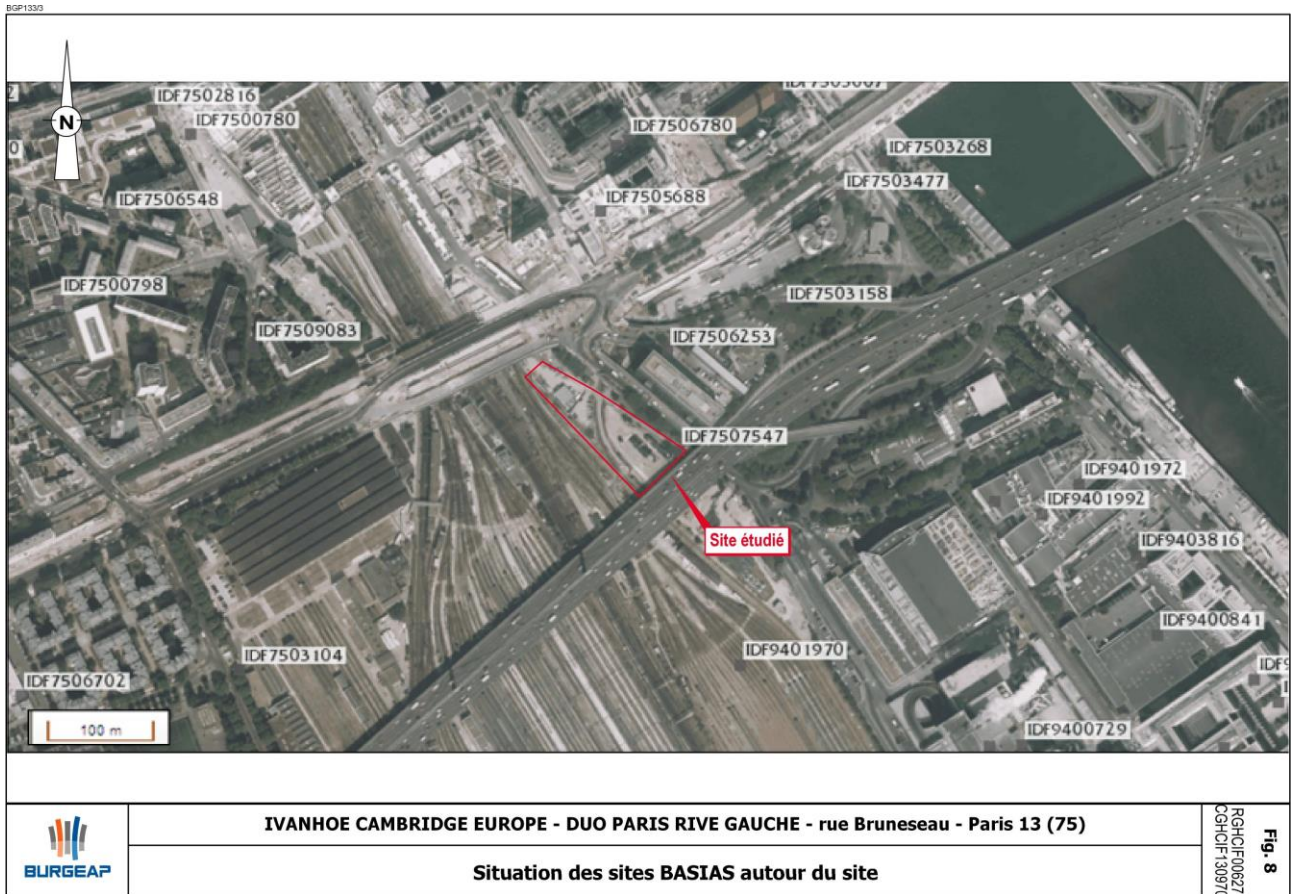 BGP133/3
N
IDF7502816
IDF7500780
IDF7506780
IDF7503268
IDF7503477
IDF7506548
IDF7505688
IDF7500798
IDF7503158
IDF7509083
IDF7506253
IDF7507547
IDF9401972
IDF9401992
Site étudié
IDF9403816
IDF9400841
IDF7503104
IDF9401970
IDF7506702
100 m
IDF9400729
BURGEAP
IVANHOE CAMBRIDGE EUROPE - DUO PARIS RIVE GAUCHE - rue Bruneseau - Paris 13 (75)
Situation des sites BASIAS autour du site
Fig. 8